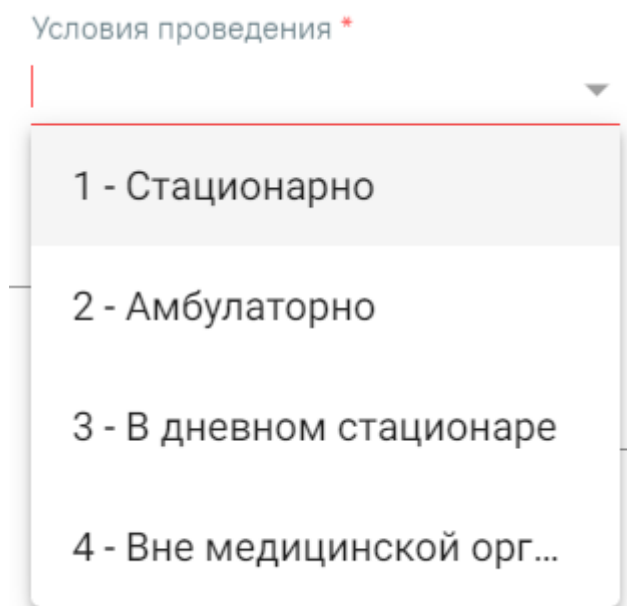 Условия проведения *
1 - Стационарно
2 - Амбулаторно
3 - В дневном стационаре
4 - Вне медицинской орг...